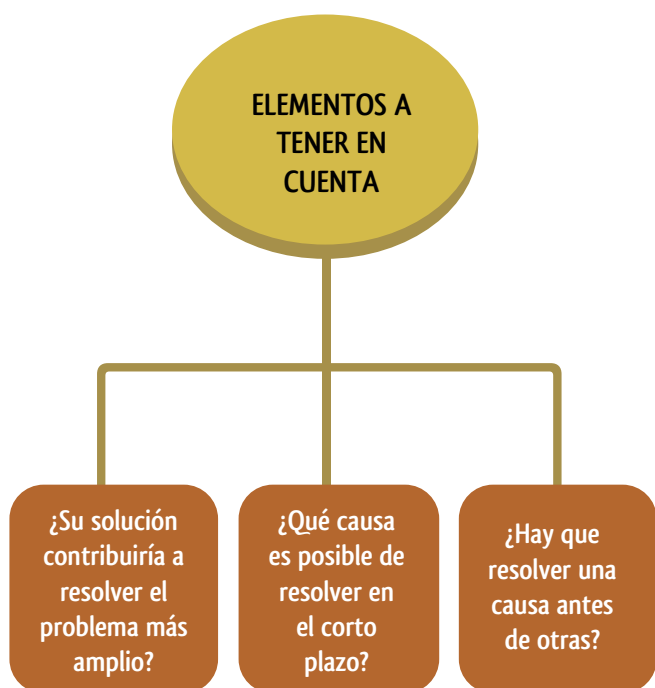 ELEMENTOS A
TENER EN
CUENTA
¿Su solución
contribuiría a
resolver el
problema más
amplio?
¿Qué causa
es posible de
resolver en
el corto
plazo?
¿Hay que
resolver una
causa antes
de otras?